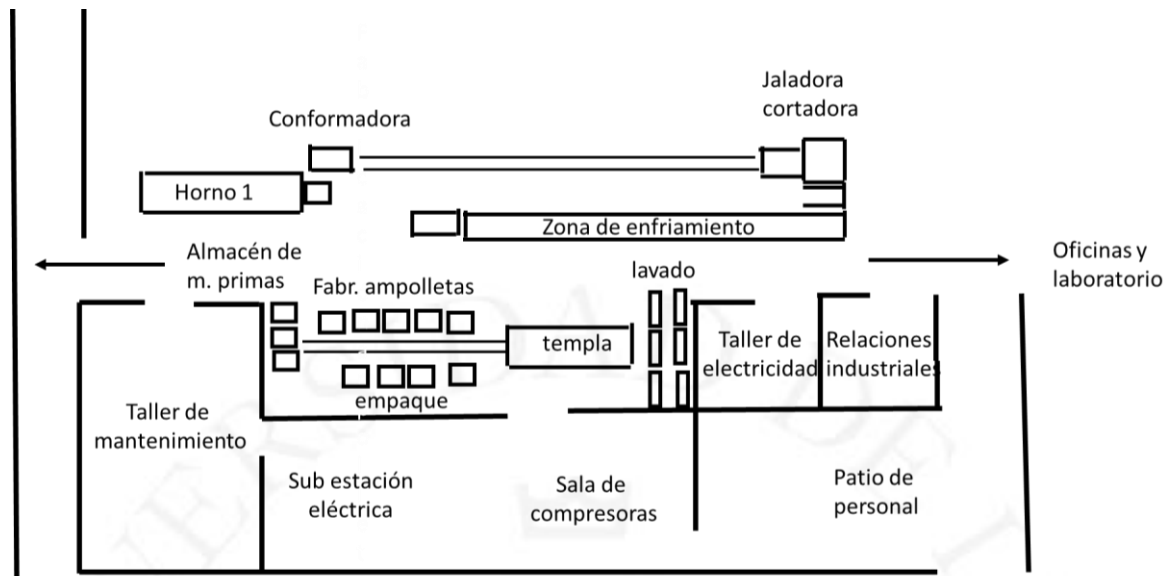 Jaladora
cortadora
Conformadora
Horno 1
Zona de enfriamiento
Almacén de
m. primas
Oficinas y
laboratorio
Fabr. ampolletas
lavado
templa
Taller de
electricidad
Relaciones
industriales
empaque
Taller de
mantenimiento
Sub estación
eléctrica
Sala de
compresoras
Patio de
personal